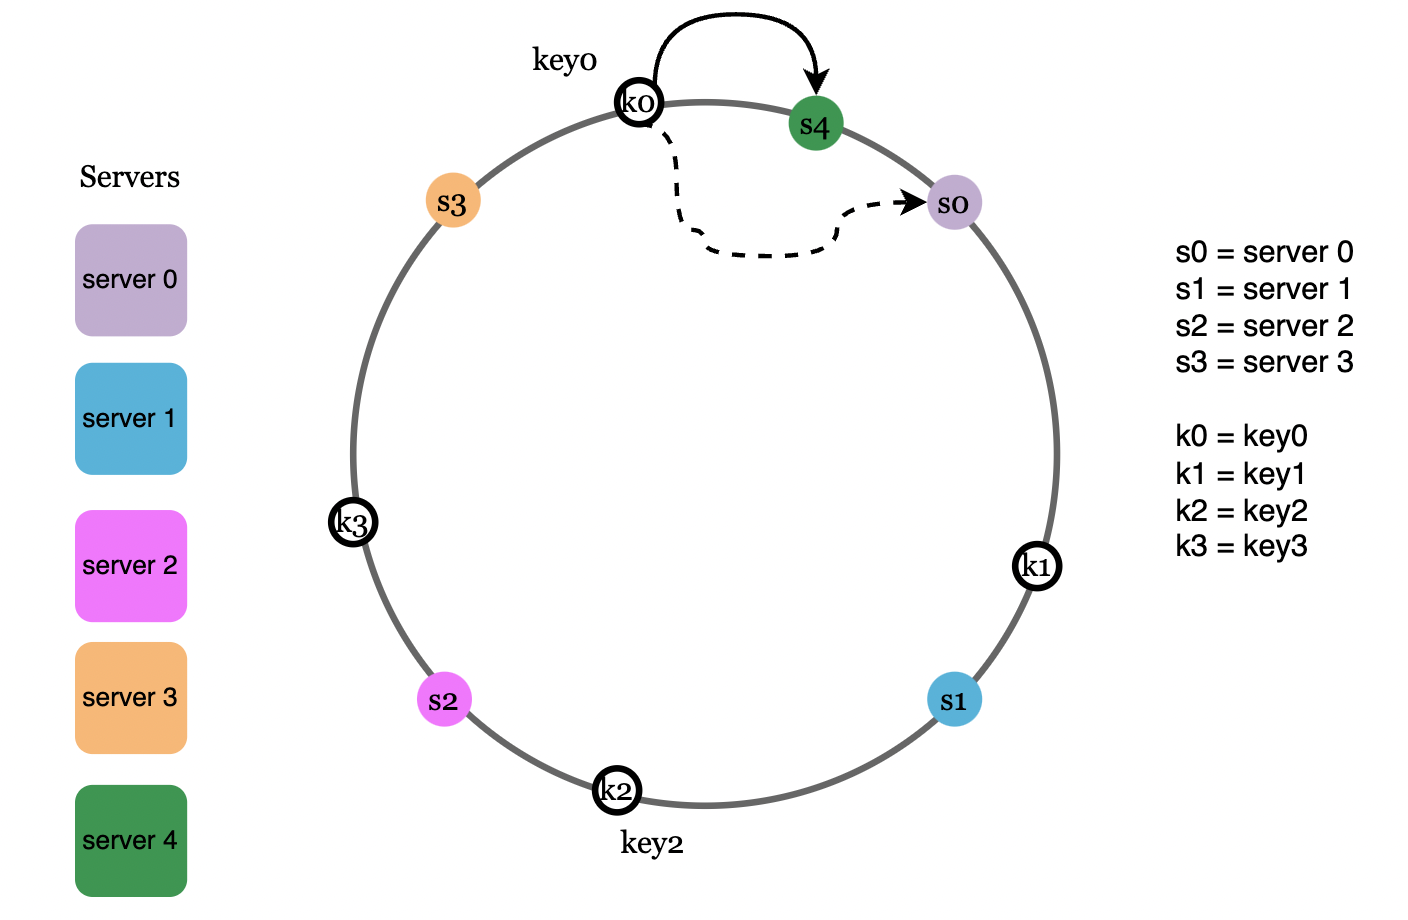 key0
k0
s4
s3
s0
Servers
server 0
server 1
server 2
server 3
server 4
k3
k1
s2
s1
k2
key2
s0 = server 0
s1 = server 1
s2 = server 2
s3 = server 3
k0 = key0
k1 = key1
k2 = key2
k3 = key3